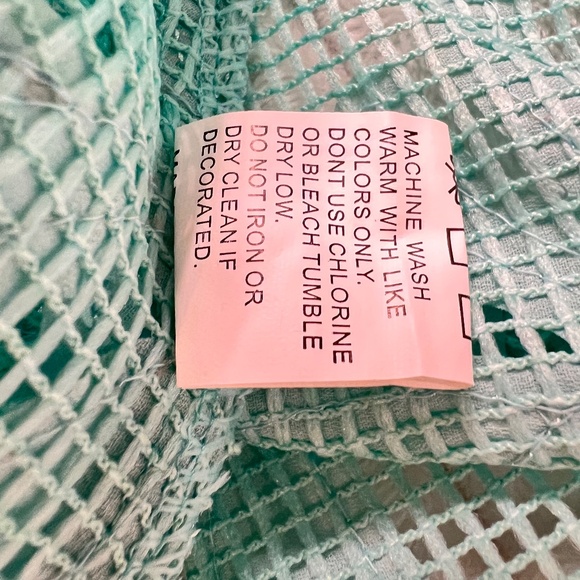 MACHINE WASH
WARM WITH LIKE
COLORS ONLY.
DONT USE CHLORINE
OR BLEACH TUMBLE
DRY LOW.
DO NOT IRON OR
DRY CLEAN IF
DECORATED.